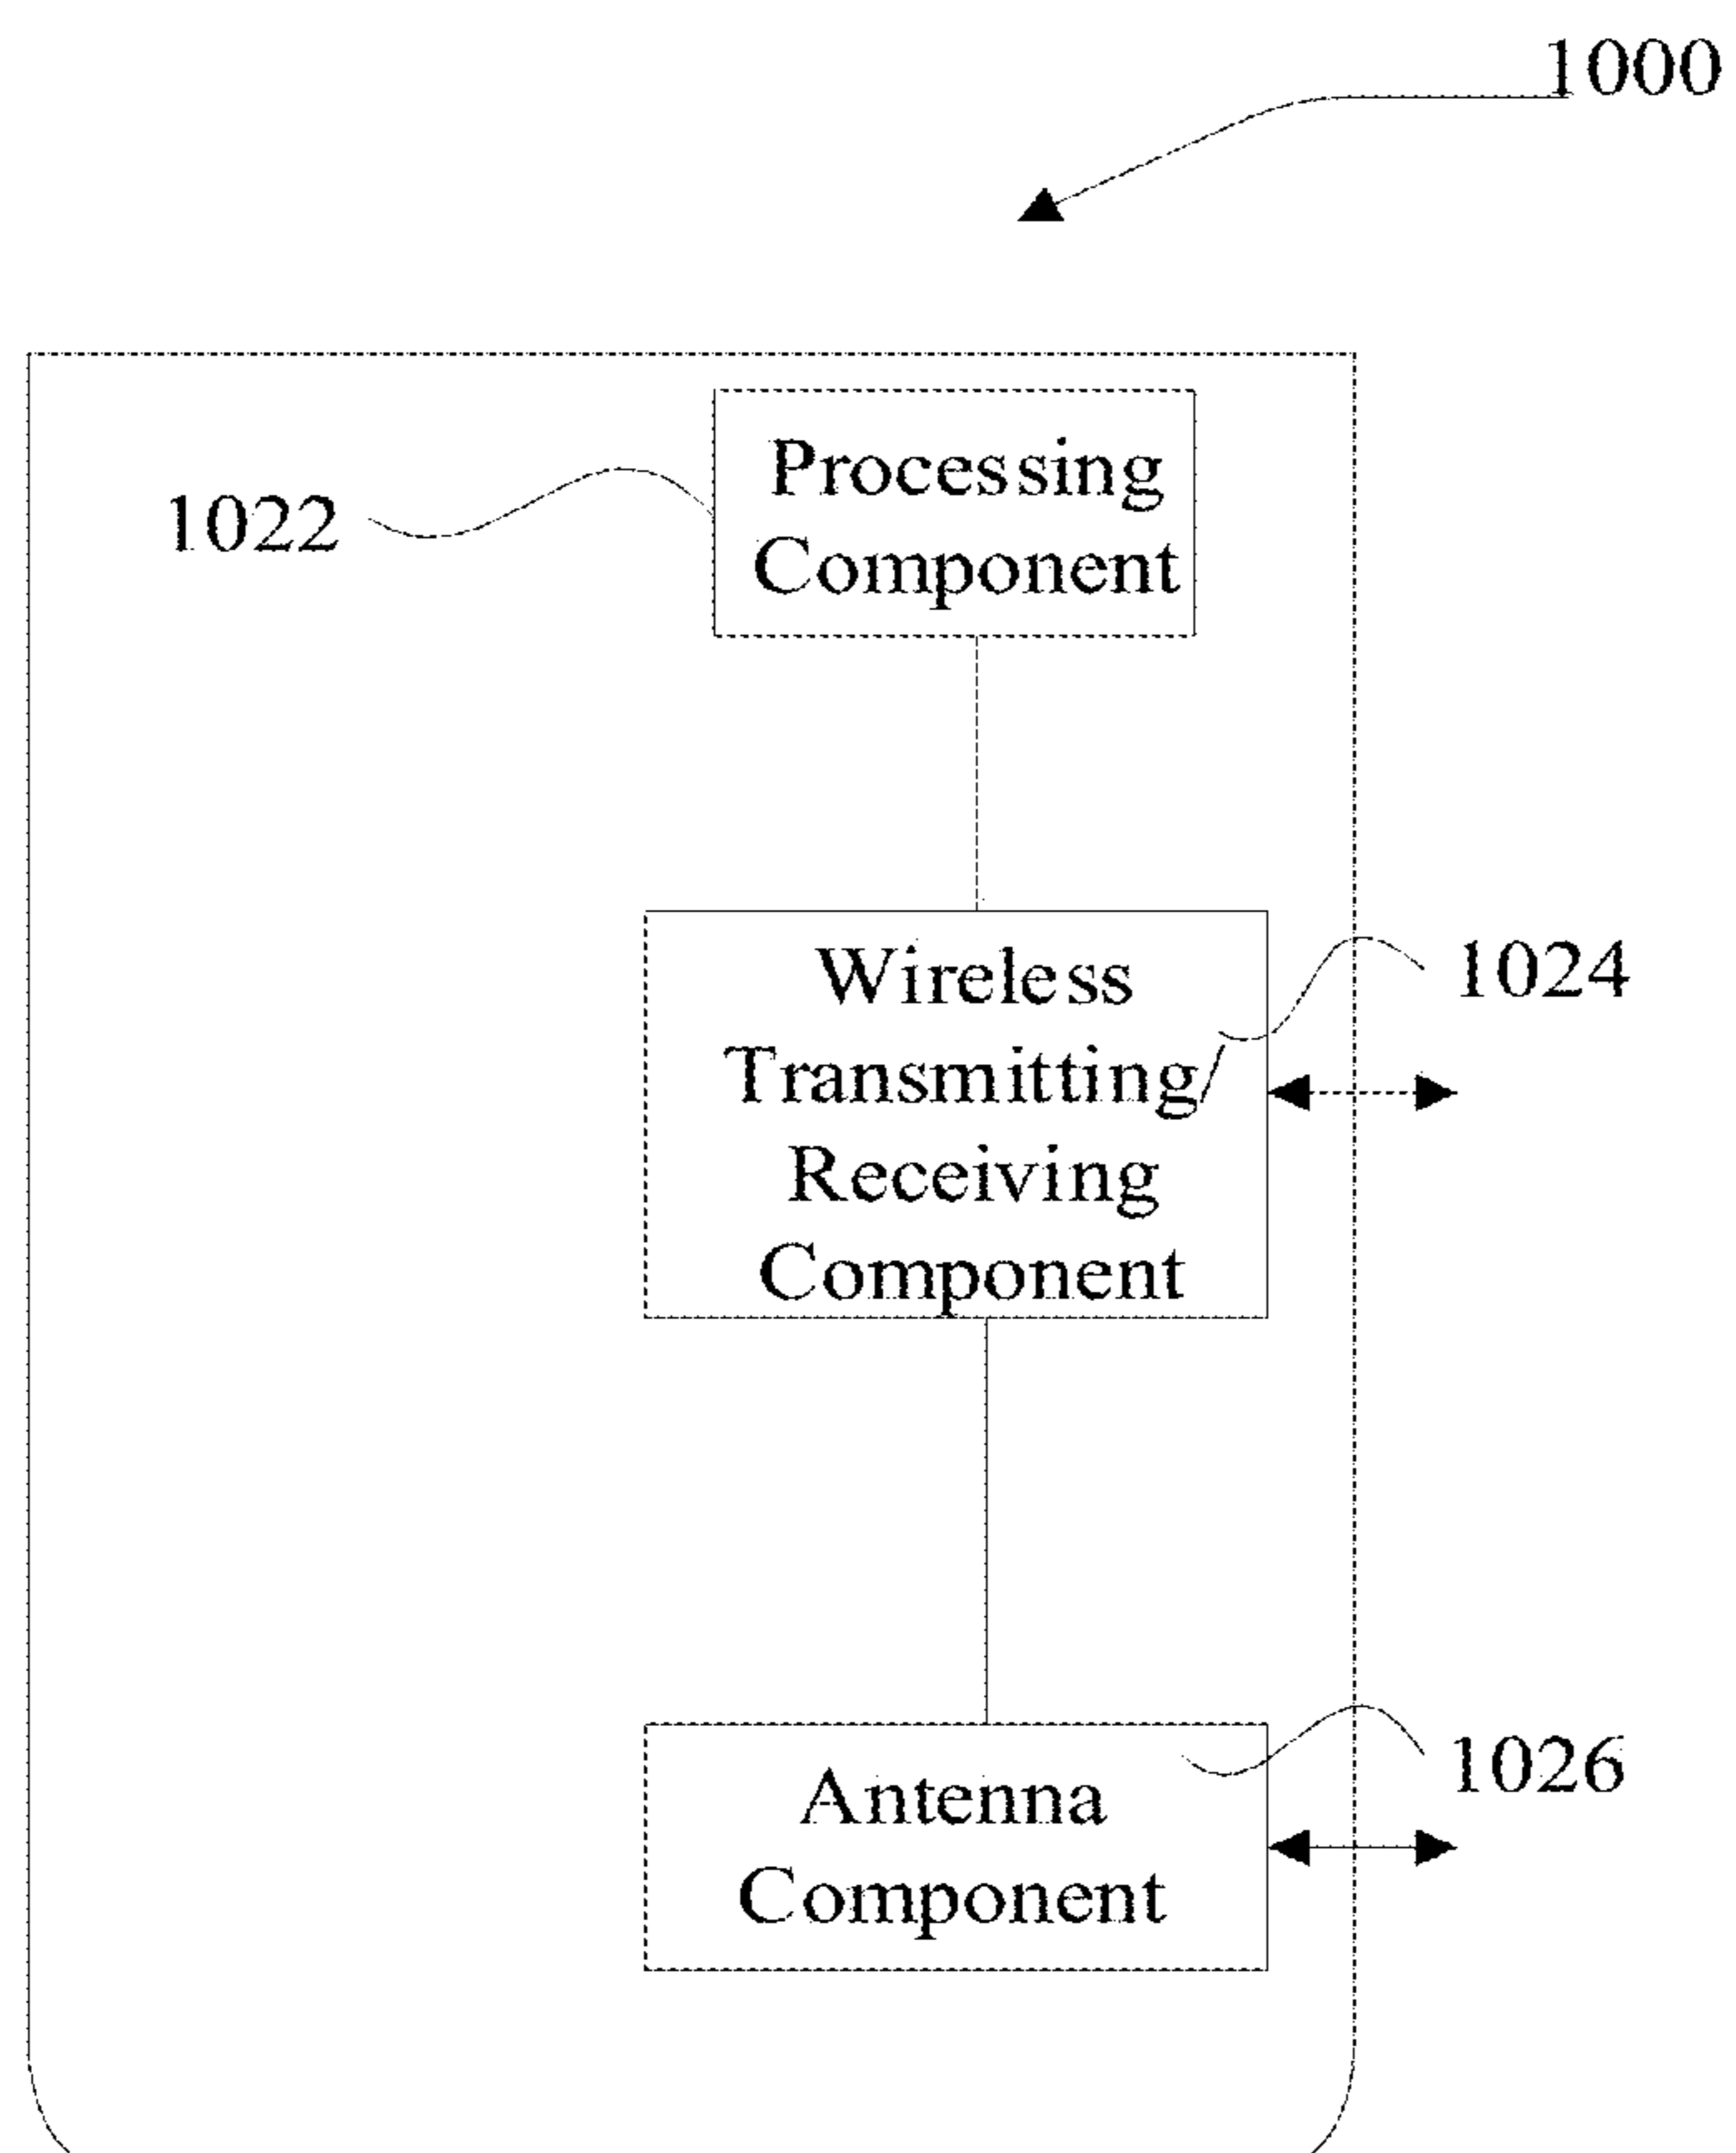 1000
Processing
Component
1022
Wireless
Transmitting/
Receiving
Component
1024
Antenna
Component
1026